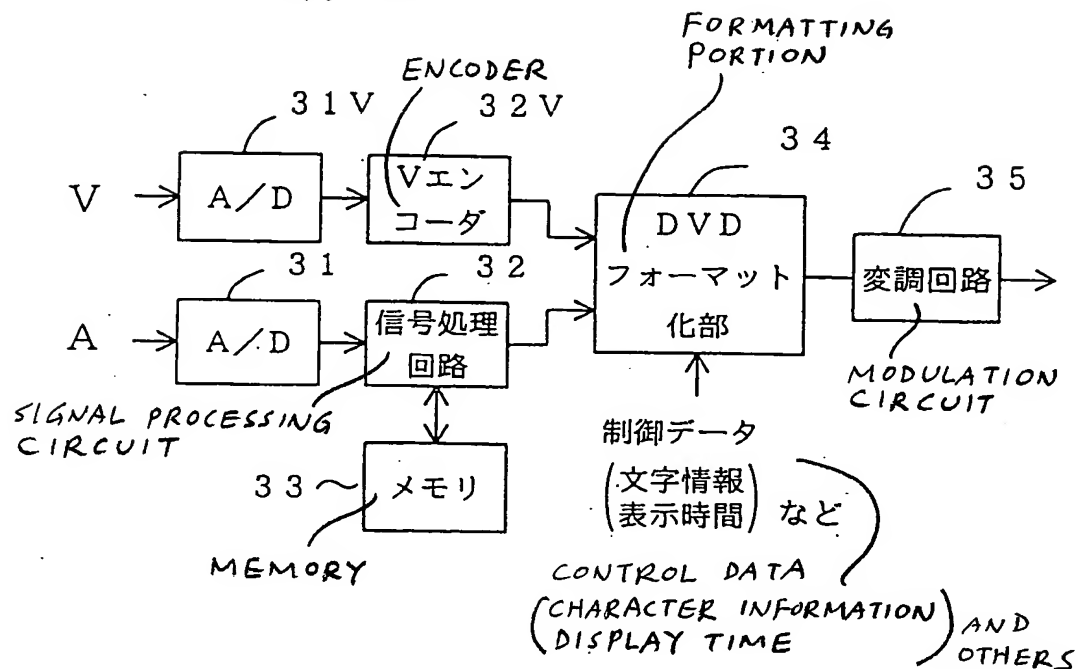 FORMATTING
PORTION
ENCODER
31V
32V
34
35
V
A/D
Vエン
コーダ
DVD
フォーマット
化部
変調回路
31
32
A
A/D
信号処理
回路
MODULATION
CIRCUIT
SIGNAL PROCESSING
CIRCUIT
制御データ
33~
メモリ
(文字情報
表示時間) など
MEMORY
CONTROL DATA
(CHARACTER INFORMATION
DISPLAY TIME) AND
OTHERS